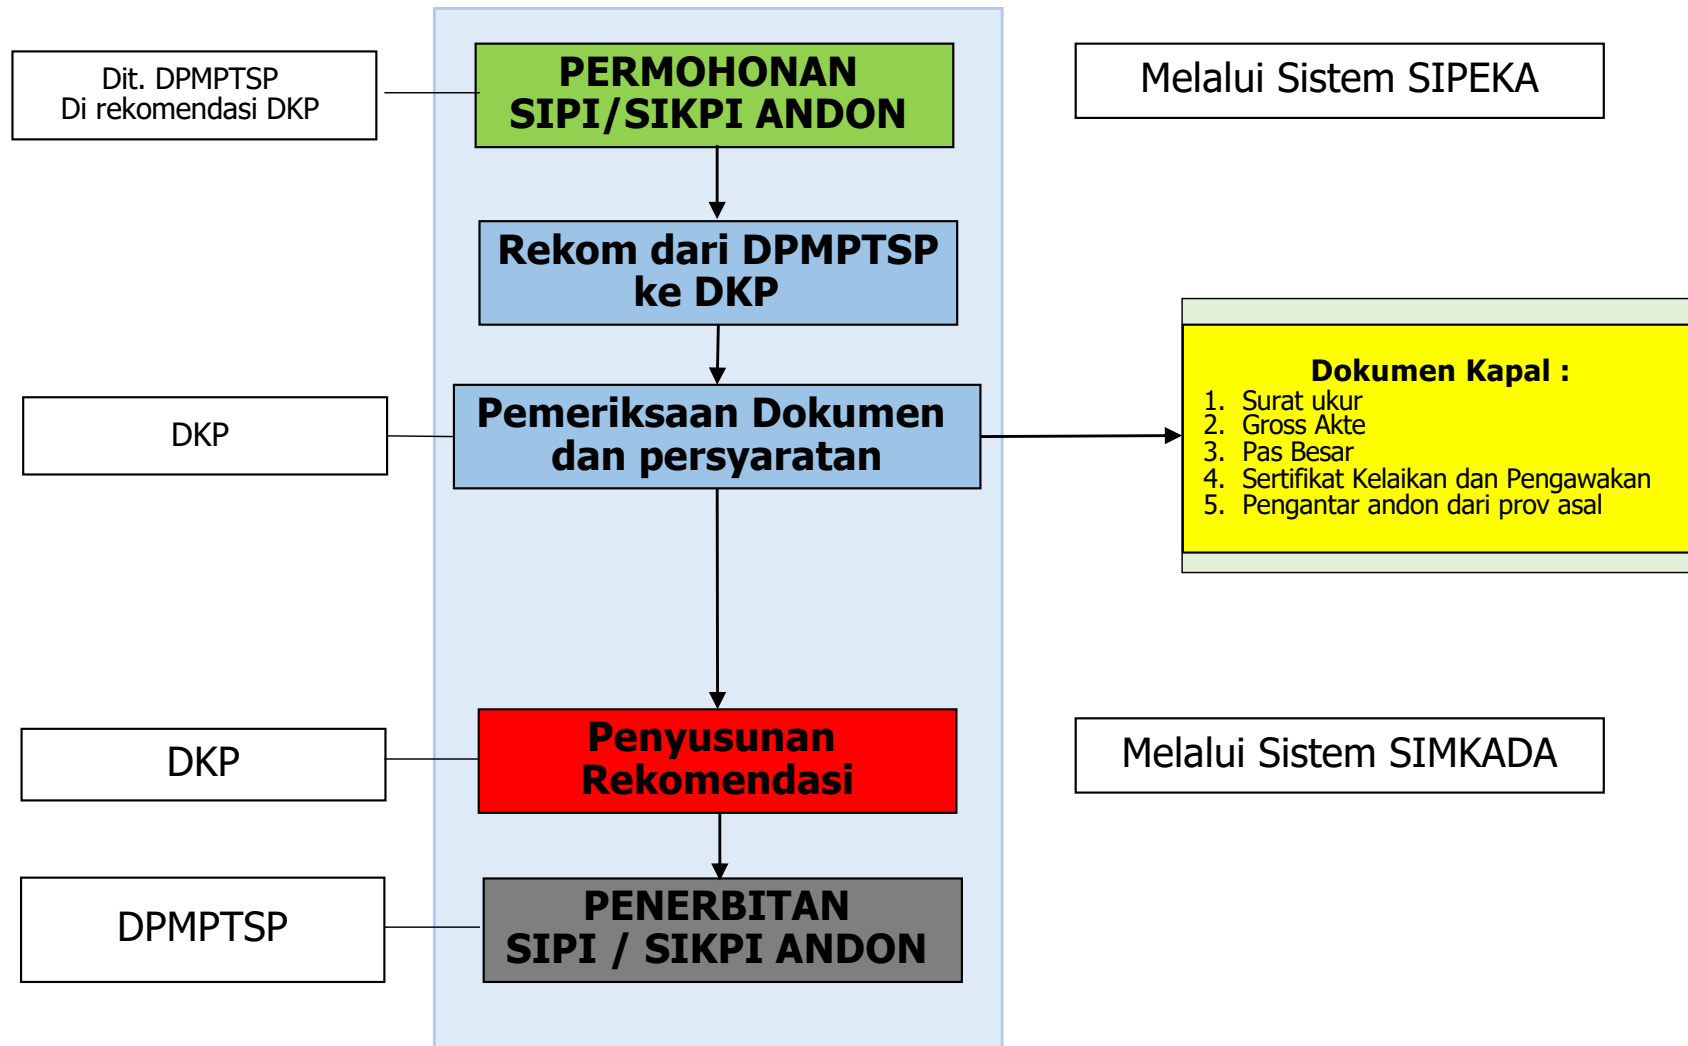 Dit. DPMPTSP
Di rekomendasi DKP
PERMOHONAN
SIPI/SIKPI ANDON
Melalui Sistem SIPEKA
Rekom dari DPMPTSP
ke DKP
DKP
Pemeriksaan Dokumen
dan persyaratan
Dokumen Kapal :
1. Surat ukur
2. Gross Akte
3. Pas Besar
4. Sertifikat Kelaikan dan Pengawakan
5. Pengantar andon dari prov asal
DKP
Penyusunan
Rekomendasi
Melalui Sistem SIMKADA
DPMPTSP
PENERBITAN
SIPI / SIKPI ANDON